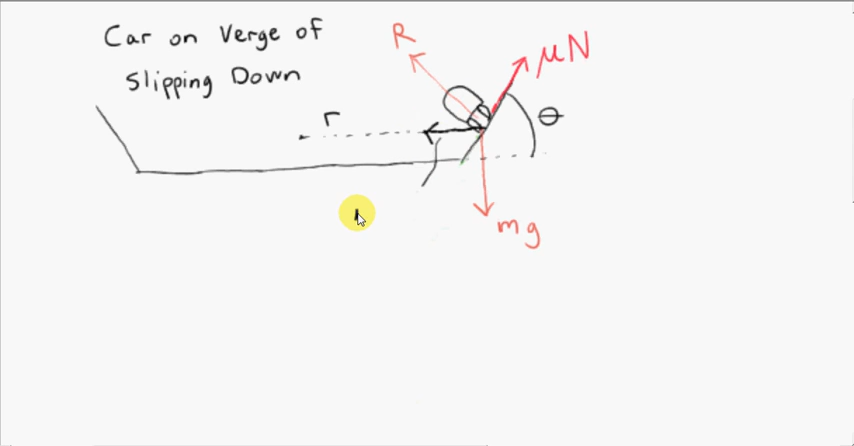 Car on Verge of
Slipping Down
R
μN
r
θ
mg